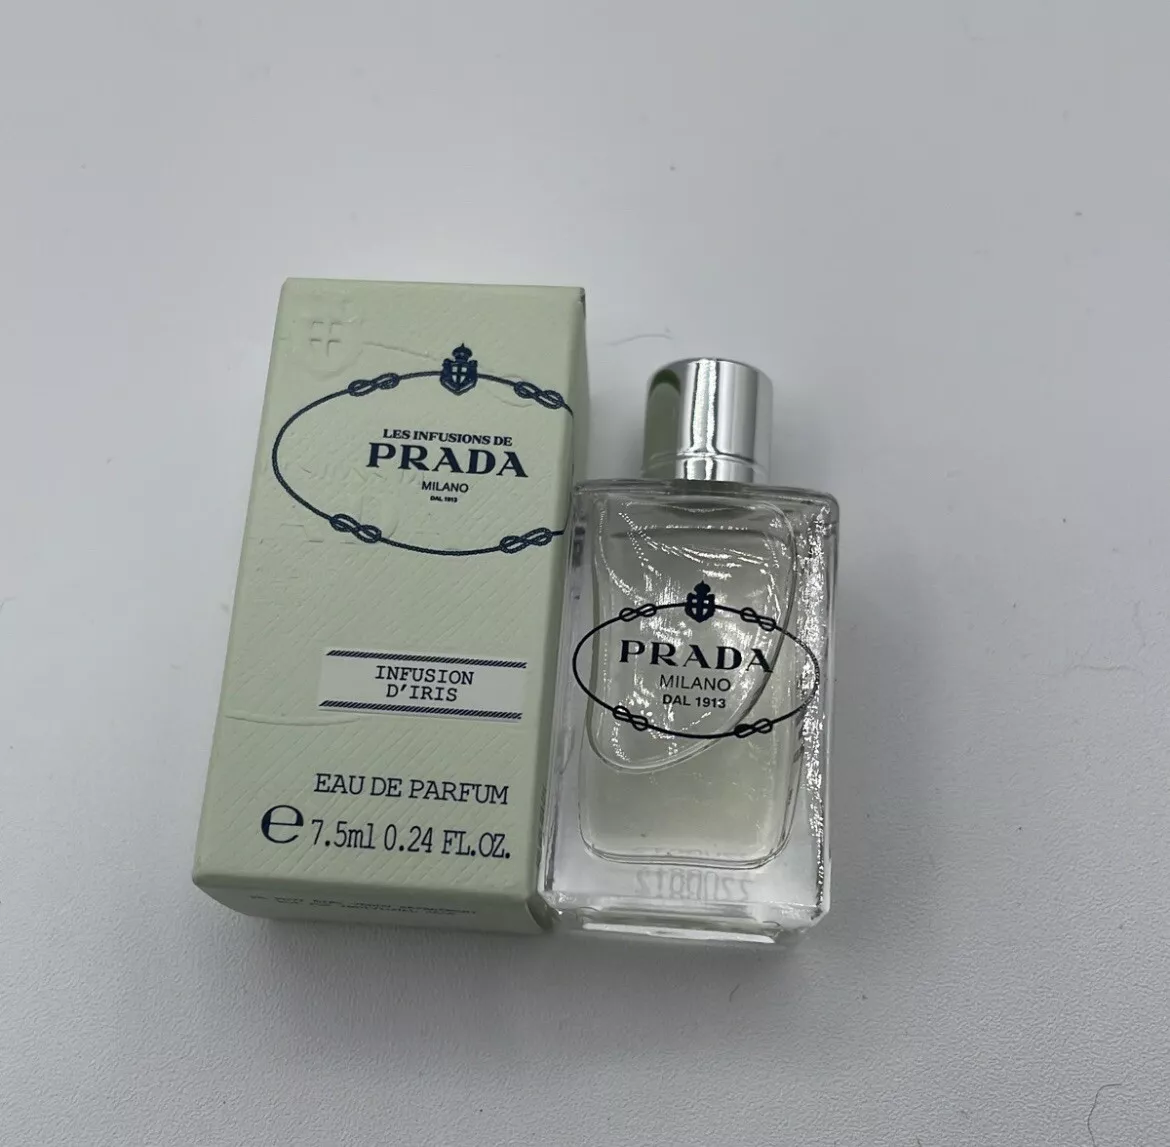 LES INFUSIONS DE
PRADA
MILANO
DAL 1913
INFUSION
D'IRIS
EAU DE PARFUM
e 7.5ml 0.24 FL.OZ.
PRADA
MILANO
DAL 1913